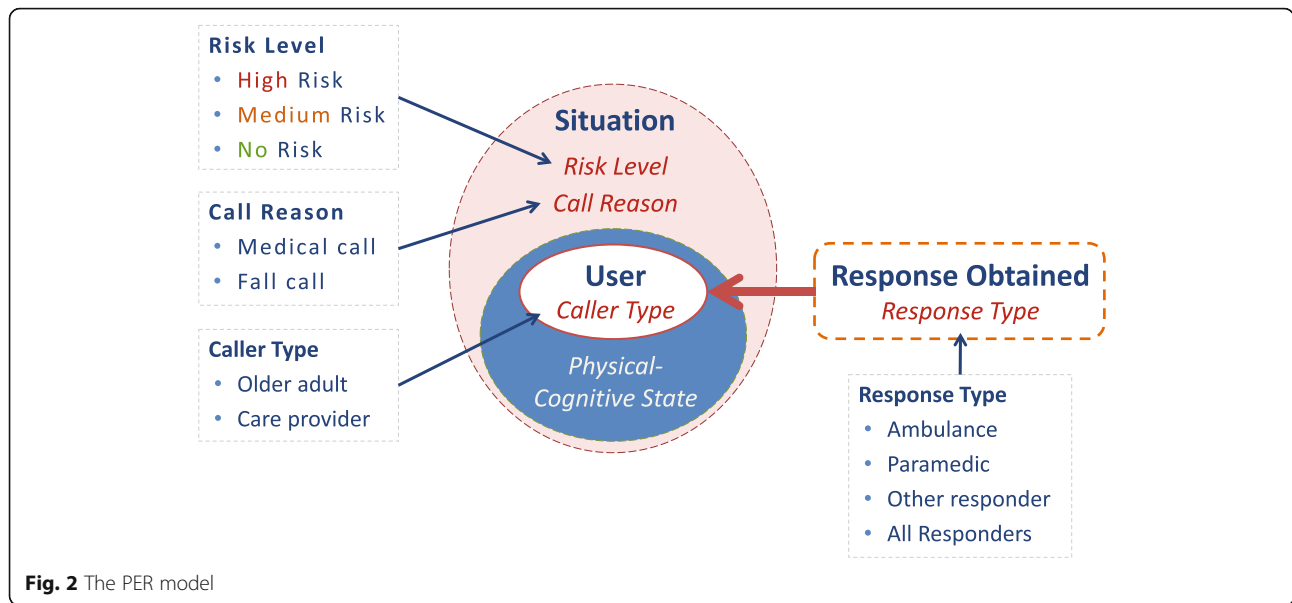 Risk Level
• High Risk
• Medium Risk
• No Risk
Call Reason
• Medical call
• Fall call
Caller Type
• Older adult
• Care provider
Situation
Risk Level
Call Reason
User
Caller Type
Physical-
Cognitive State
Response Obtained
Response Type
Response Type
• Ambulance
• Paramedic
• Other responder
• All Responders
Fig. 2 The PER model